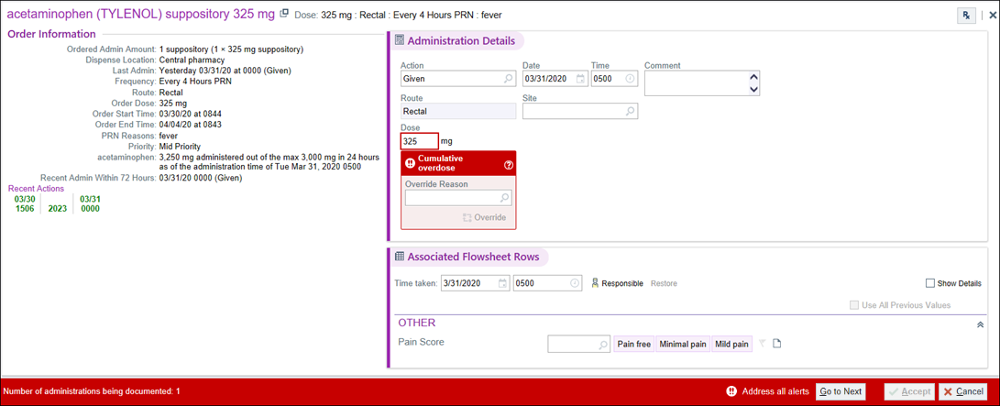 acetaminophen (TYLENOL) suppository 325 mg Dose: 325 mg : Rectal : Every 4 Hours PRN : fever
Order Information
Ordered Admin Amount: 1 suppository (1 × 325 mg suppository)
Dispense Location: Central pharmacy
Last Admin: Yesterday 03/31/20 at 0000 (Given)
Frequency: Every 4 Hours PRN
Route: Rectal
Order Dose: 325 mg
Order Start Time: 03/30/20 at 0844
Order End Time: 04/04/20 at 0843
PRN Reasons: fever
Priority: Mid Priority
acetaminophen: 3,250 mg administered out of the max 3,000 mg in 24 hours
as of the administration time of Tue Mar 31, 2020 0500
Recent Admin Within 72 Hours: 03/31/20 0000 (Given)
Recent Actions
03/30 03/31
1506 2023 0000
Administration Details
Action Date Time Comment
Given 03/31/2020 0500
Route Site
Rectal
Dose
325 mg
Cumulative
overdose
Override Reason
Override
Associated Flowsheet Rows
Time taken: 3/31/2020 0500 Responsible Restore Show Details
Use All Previous Values
OTHER
Pain Score Pain free Minimal pain Mild pain
Number of administrations being documented: 1 Address all alerts Go to Next Accept Cancel